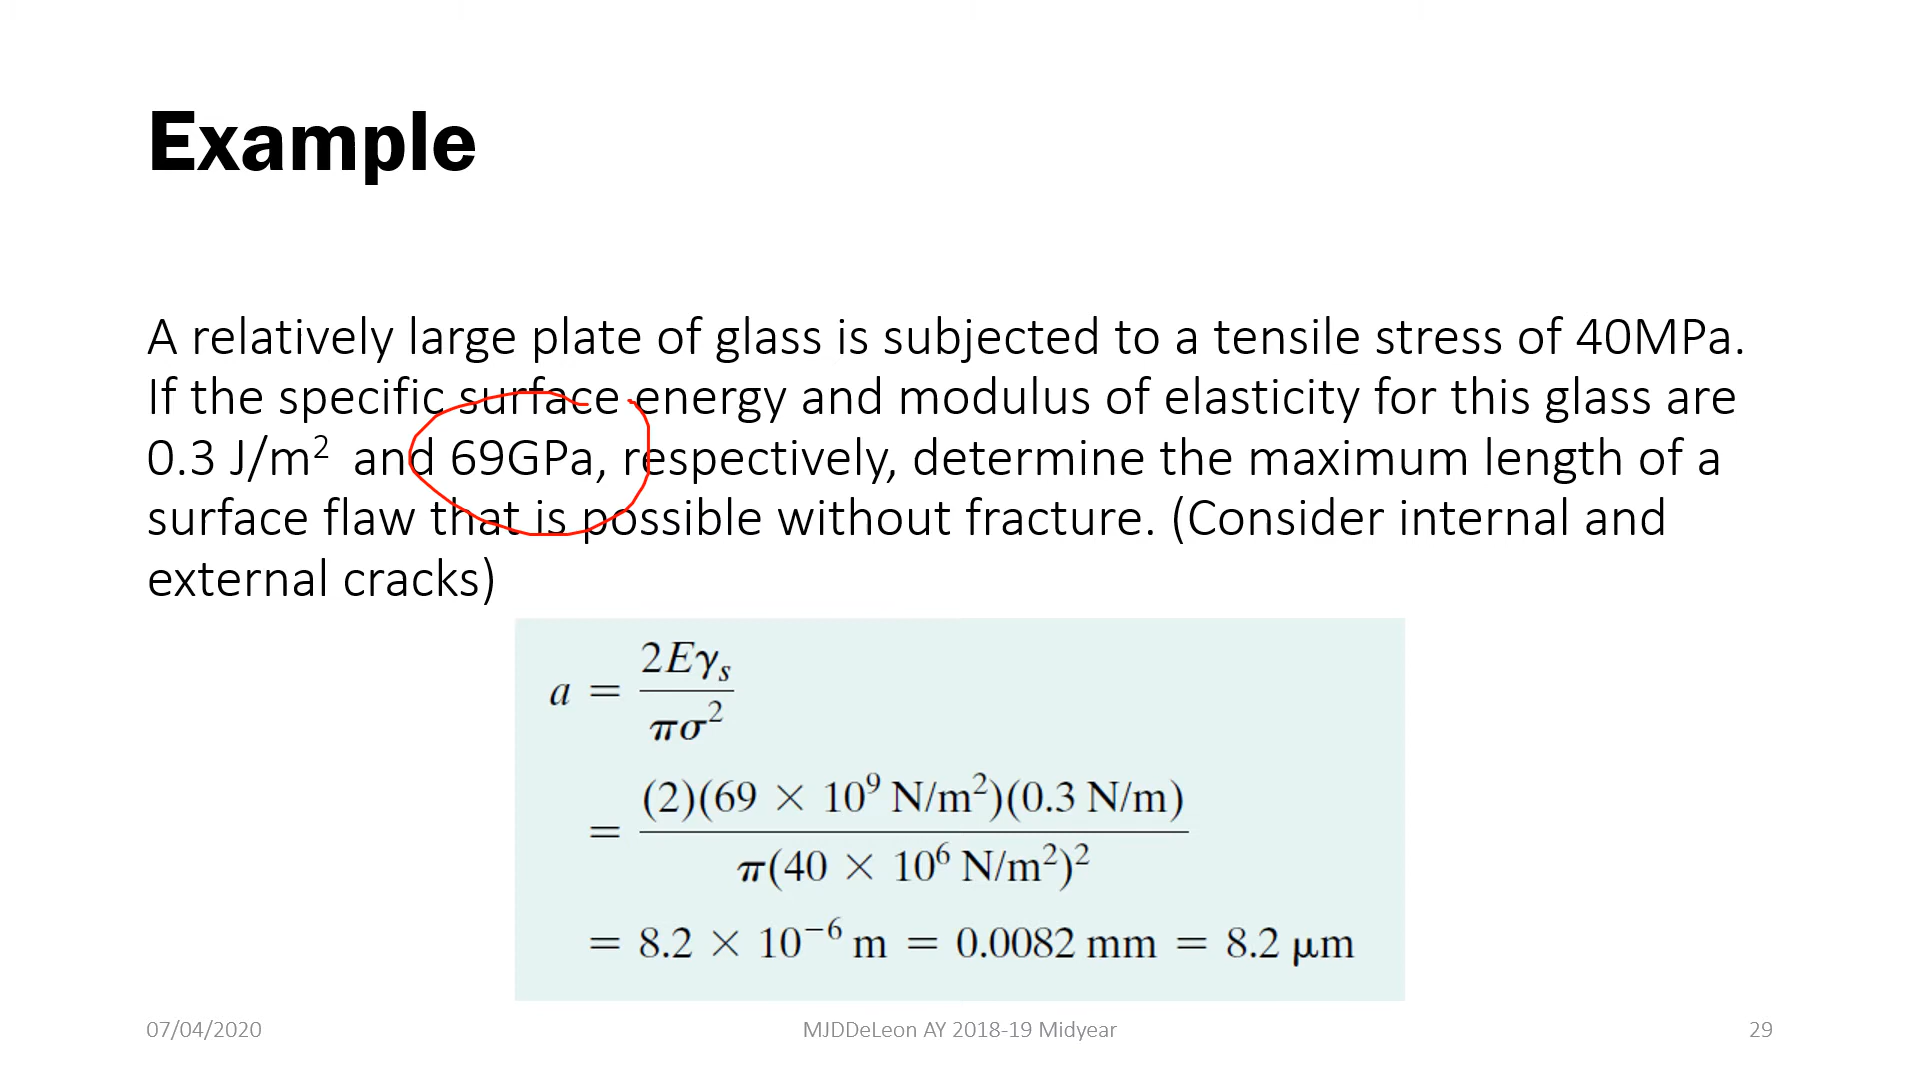 Example
A relatively large plate of glass is subjected to a tensile stress of 40MPa.
If the specific surface energy and modulus of elasticity for this glass are
0.3 J/m² and 69GPa, respectively, determine the maximum length of a
surface flaw that is possible without fracture. (Consider internal and
external cracks)
a = 2Eγₛ / πσ²
= (2)(69 × 10⁹ N/m²)(0.3 N/m) / π(40 × 10⁶ N/m²)²
= 8.2 × 10⁻⁶ m = 0.0082 mm = 8.2 μm
07/04/2020 MJDDeLeon AY 2018-19 Midyear 29